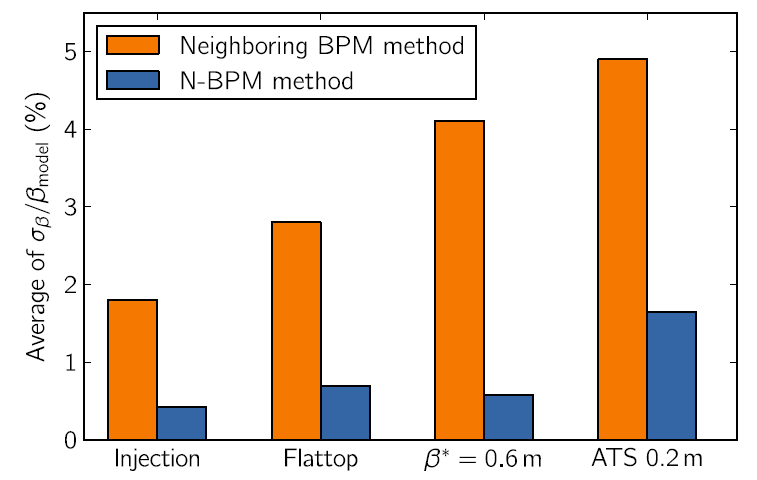 Neighboring BPM method
N-BPM method
Average of σβ/βmodel (%)
5
4
3
2
1
0
Injection
Flattop
β* = 0.6 m
ATS 0.2 m